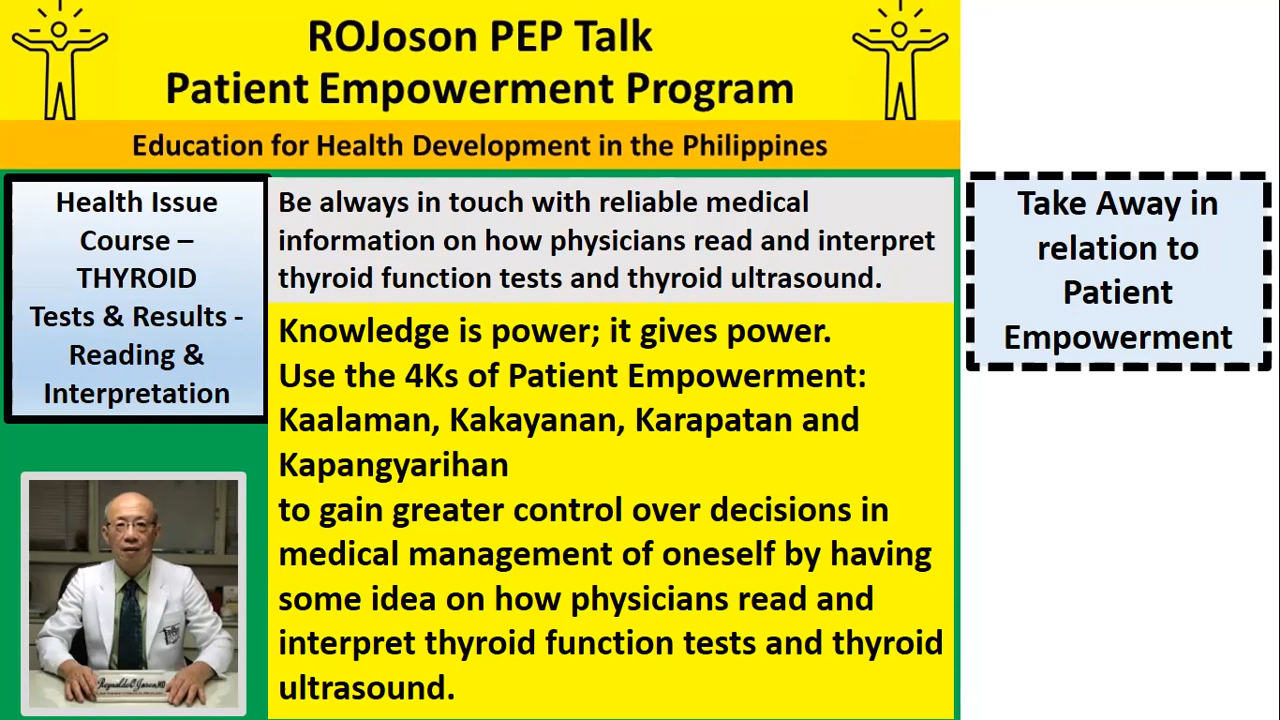 ROJoson PEP Talk
Patient Empowerment Program
Education for Health Development in the Philippines
Health Issue
Course –
THYROID
Tests & Results -
Reading &
Interpretation
Be always in touch with reliable medical
information on how physicians read and interpret
thyroid function tests and thyroid ultrasound.
Knowledge is power; it gives power.
Use the 4Ks of Patient Empowerment:
Kaalaman, Kakayanan, Karapatan and
Kapangyarihan
to gain greater control over decisions in
medical management of oneself by having
some idea on how physicians read and
interpret thyroid function tests and thyroid
ultrasound.
Take Away in
relation to
Patient
Empowerment